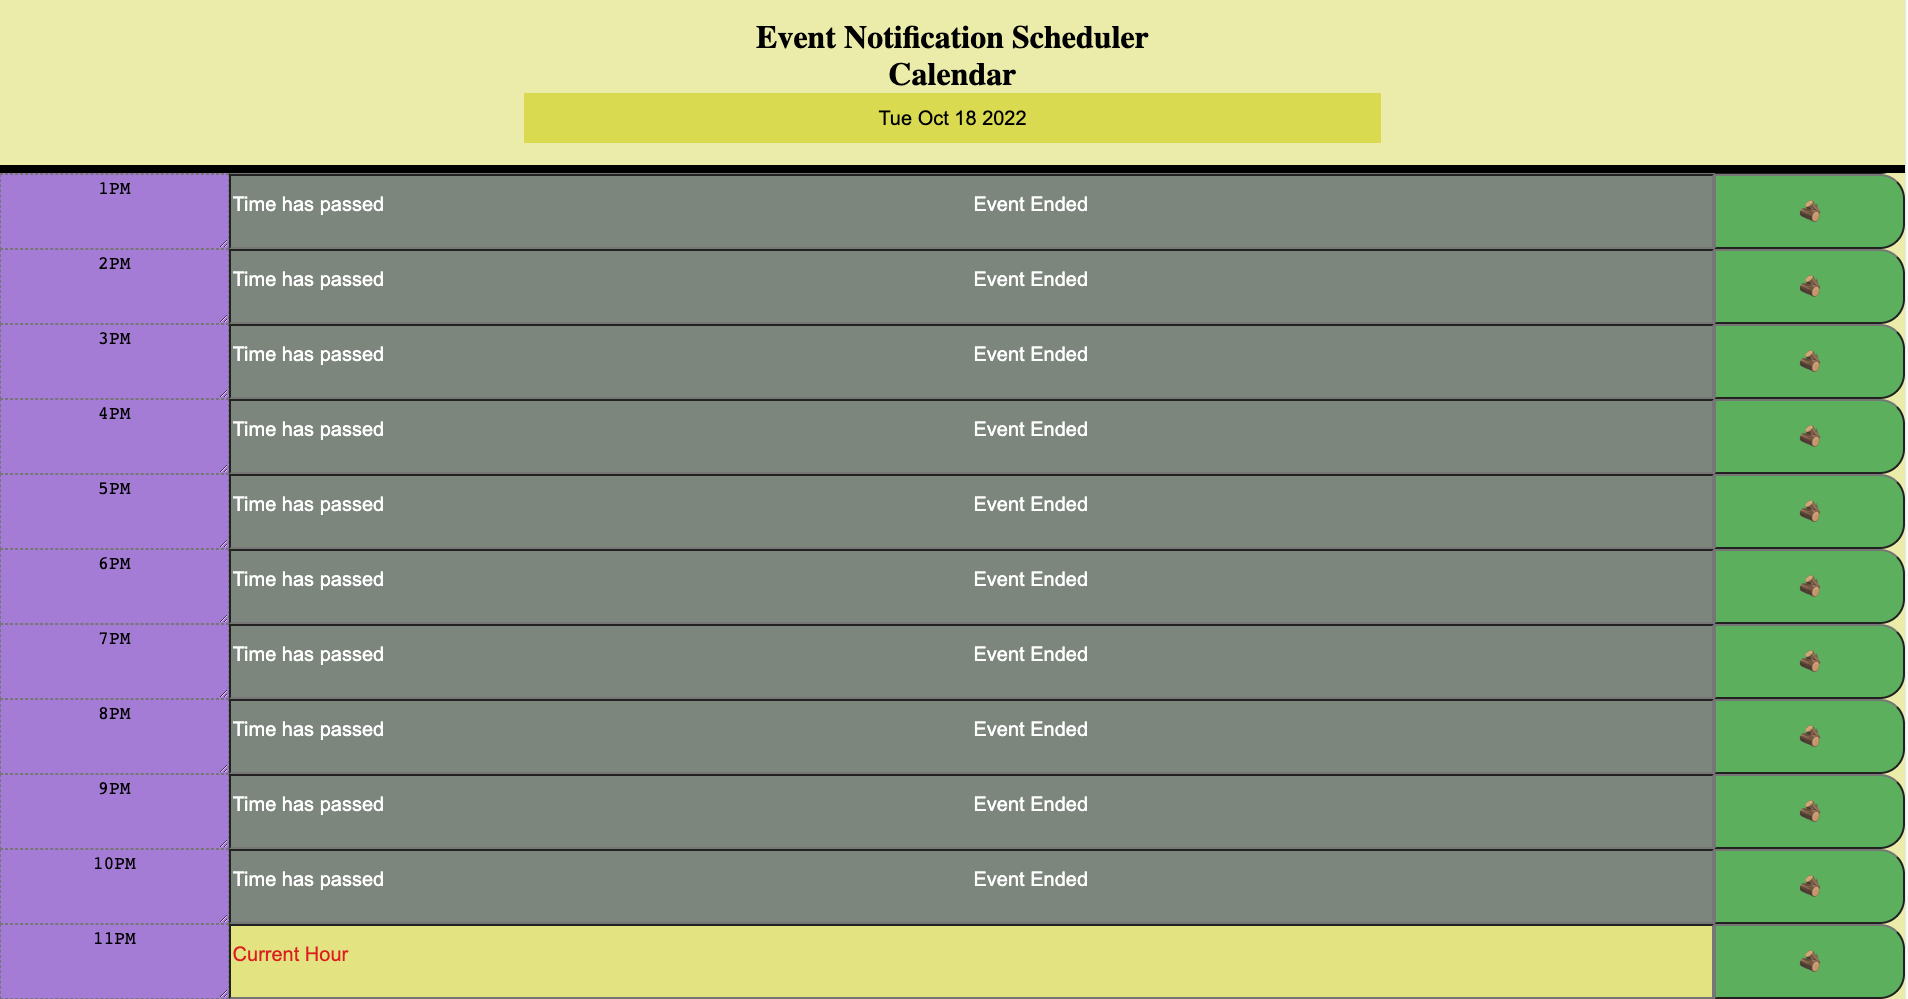 Event Notification Scheduler
Calendar
Tue Oct 18 2022
1PM Time has passed Event Ended
2PM Time has passed Event Ended
3PM Time has passed Event Ended
4PM Time has passed Event Ended
5PM Time has passed Event Ended
6PM Time has passed Event Ended
7PM Time has passed Event Ended
8PM Time has passed Event Ended
9PM Time has passed Event Ended
10PM Time has passed Event Ended
11PM Current Hour